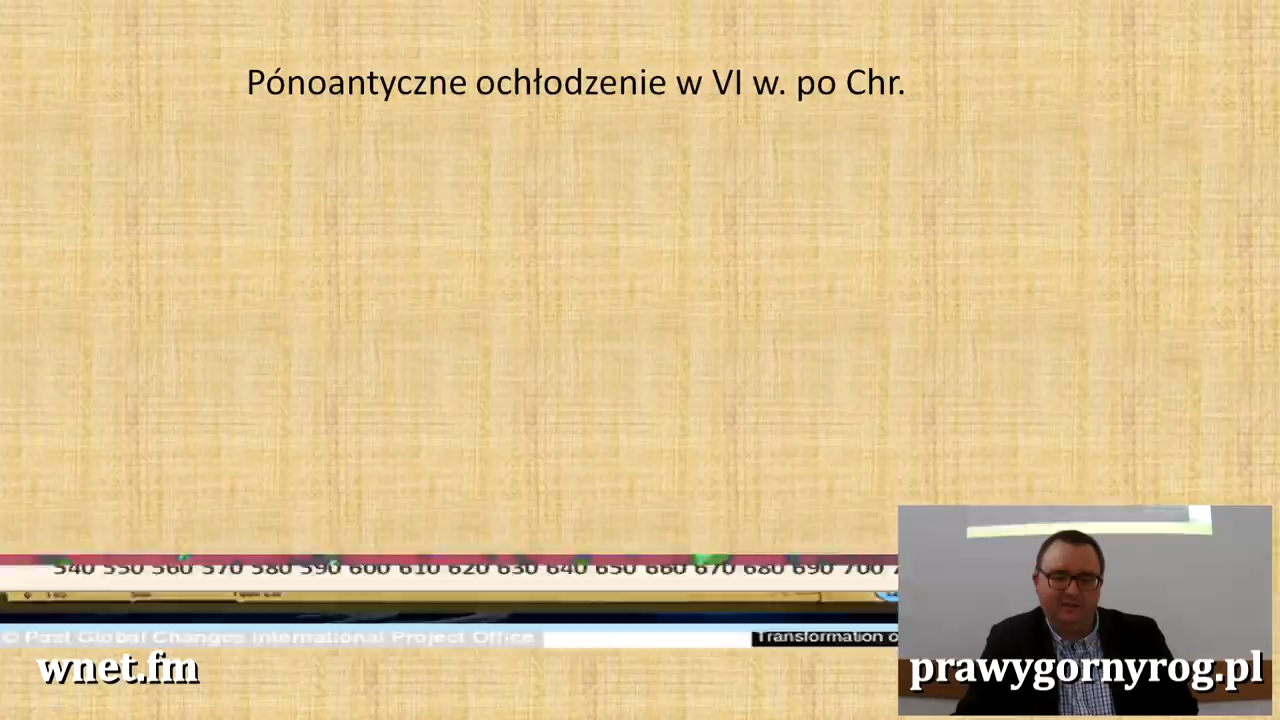 Pónoantyczne ochłodzenie w VI w. po Chr.
540 550 560 570 580 590 600 610 620 630 640 650 660 670 680 690 700
© Past Global Changes International Project Office
Transformation o
wnet.fm
prawygornyrog.pl